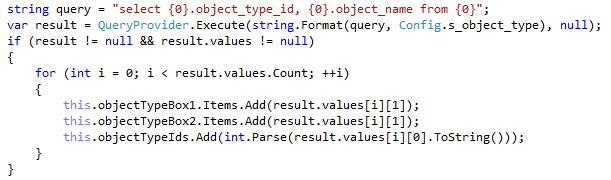 string query = "select {0}.object_type_id, {0}.object_name from {0}";
var result = QueryProvider.Execute(string.Format(query, Config.s_object_type), null);
if (result != null && result.values != null)
{
    for (int i = 0; i < result.values.Count; ++i)
    {
        this.objectTypeBox1.Items.Add(result.values[i][1]);
        this.objectTypeBox2.Items.Add(result.values[i][1]);
        this.objectTypeIds.Add(int.Parse(result.values[i][0].ToString()));
    }
}